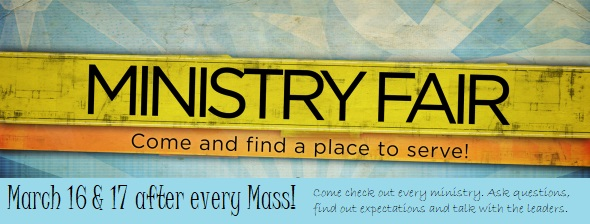 MINISTRY FAIR
Come and find a place to serve!
March 16 & 17 after every Mass!
Come check out every ministry. Ask questions,
find out expectations and talk with the leaders.